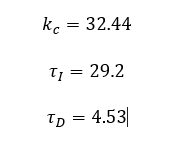 k_c = 32.44
τ_I = 29.2
τ_D = 4.53